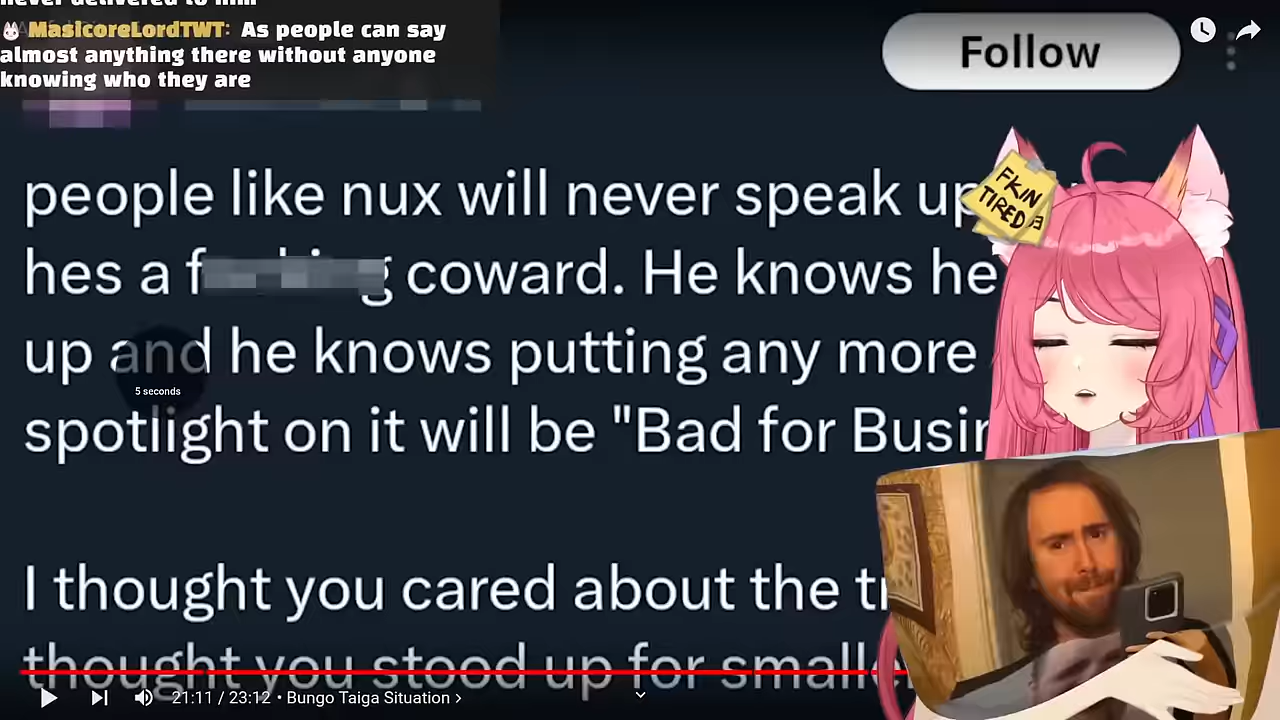 never delivered to him
MasicoreLordTWT: As people can say
almost anything there without anyone
knowing who they are
Follow
people like nux will never speak up
hes a coward. He knows he
up and he knows putting any more
spotlight on it will be "Bad for
I thought you cared about the
thought you stood up for
FKIN
TIRED
5 seconds
21:11 / 23:12 • Bungo Taiga Situation ›